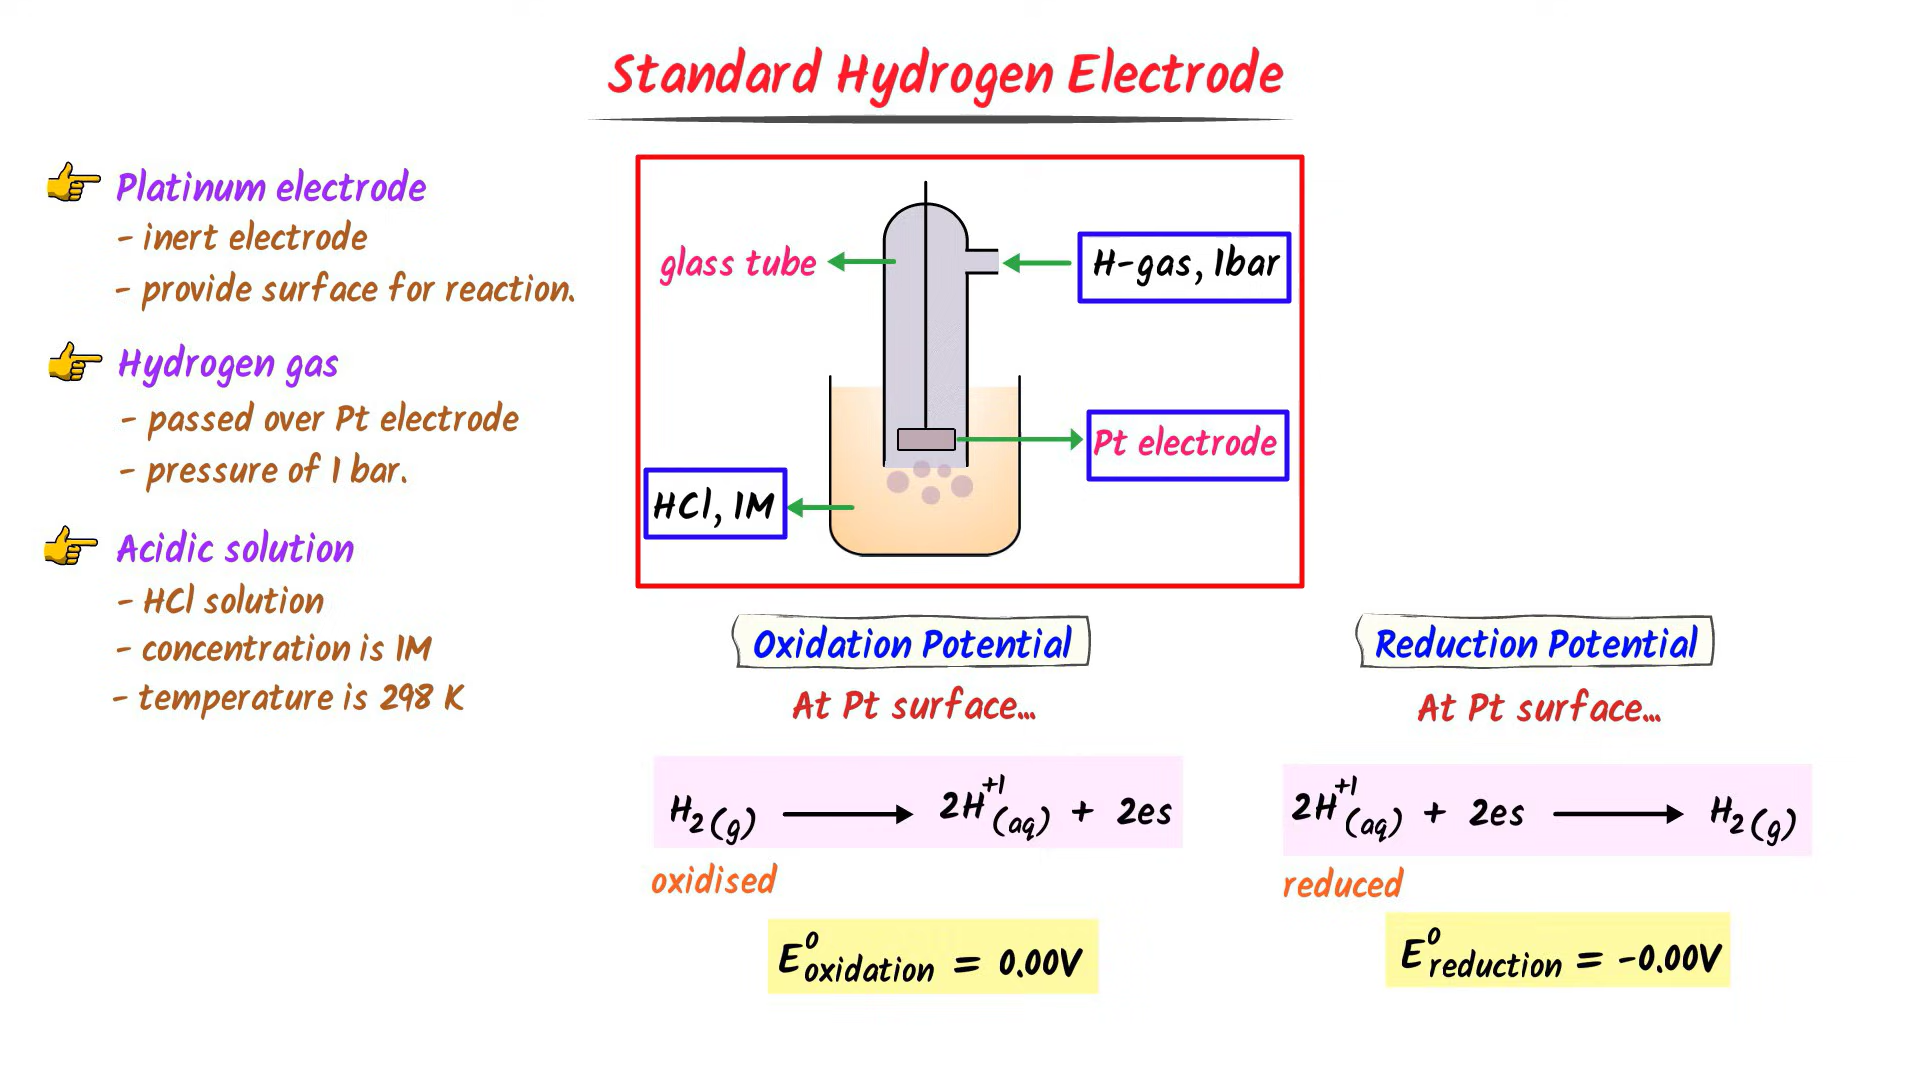 Standard Hydrogen Electrode
Platinum electrode
- inert electrode
- provide surface for reaction.
Hydrogen gas
- passed over Pt electrode
- pressure of 1 bar.
Acidic solution
- HCl solution
- concentration is 1M
- temperature is 298 K
glass tube
H-gas, 1bar
Pt electrode
HCl, 1M
Oxidation Potential
At Pt surface...
H₂(g) ⟶ 2H⁺¹(aq) + 2es
oxidised
E⁰oxidation = 0.00V
Reduction Potential
At Pt surface...
2H⁺¹(aq) + 2es ⟶ H₂(g)
reduced
E⁰reduction = -0.00V